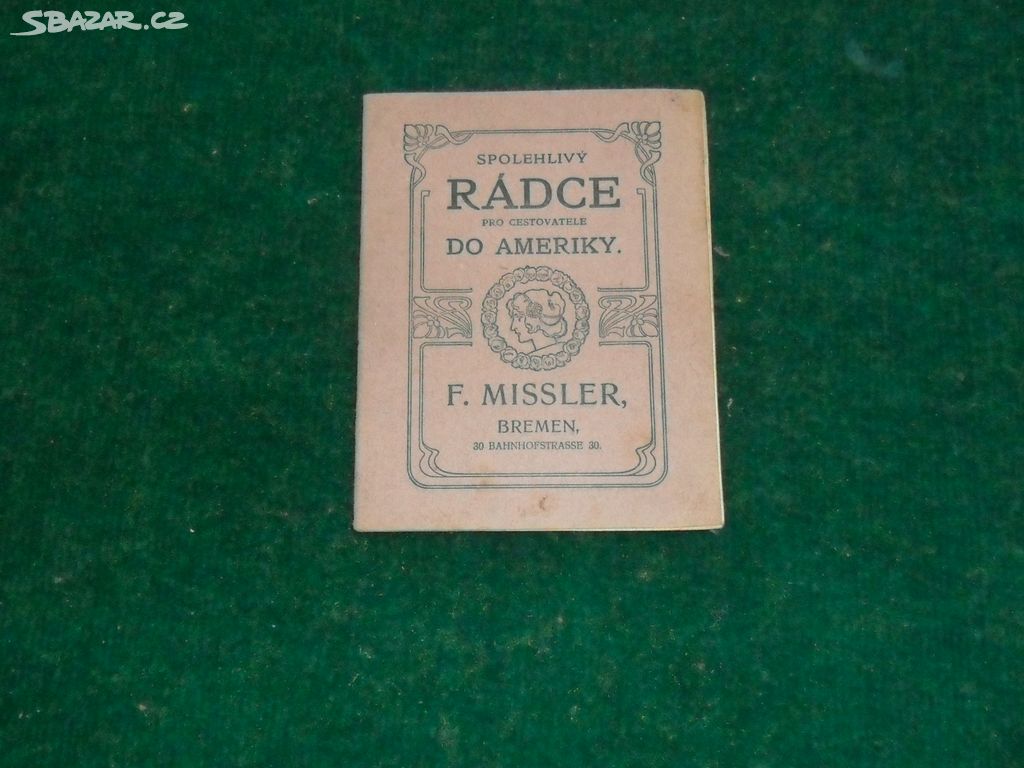 SBAZAR.CZ
SPOLEHLIVÝ
RÁDCE
PRO CESTOVATELE
DO AMERIKY.
F. MISSLER,
BREMEN,
30 BAHNHOFSTRASSE 30.